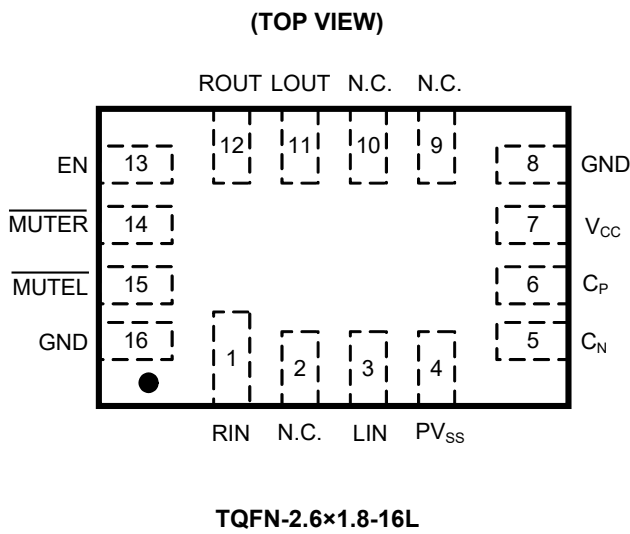 (TOP VIEW)
ROUT LOUT N.C. N.C.
12 11 10 9
EN 13 8 GND
MUTER 14 7 VCC
MUTEL 15 6 CP
GND 16 5 CN
1 2 3 4
RIN N.C. LIN PVSS
TQFN-2.6×1.8-16L